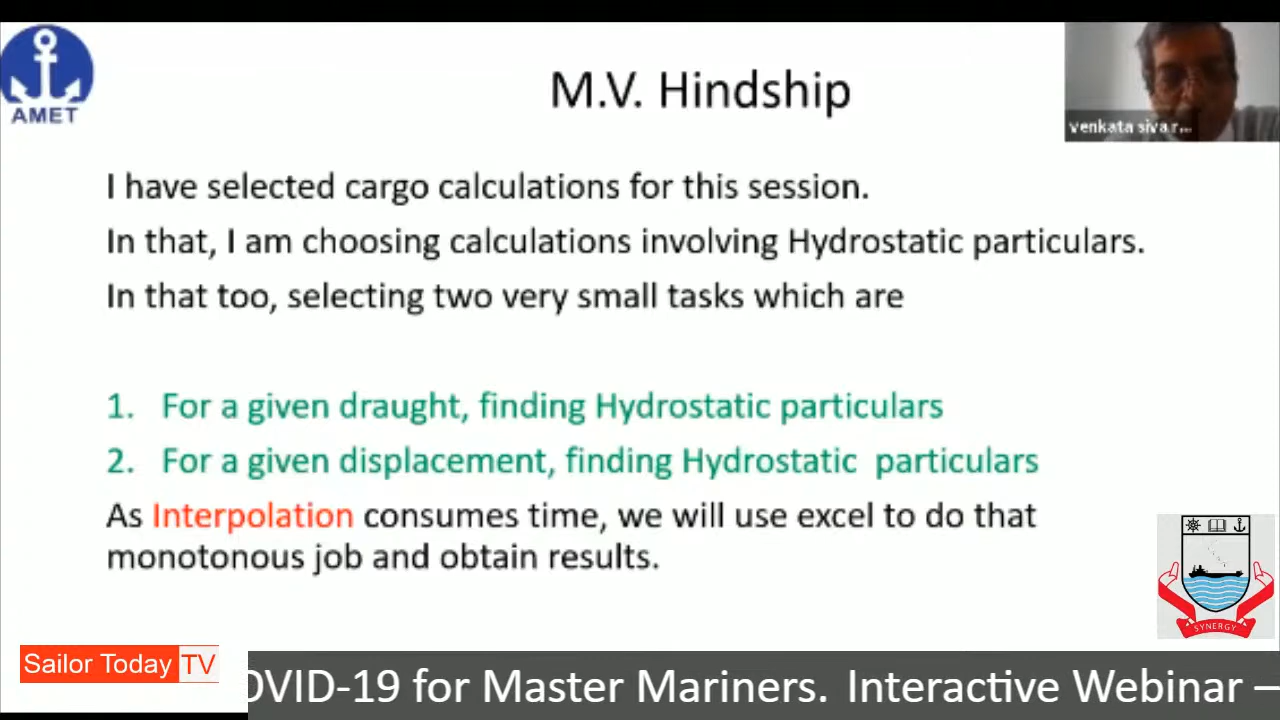 AMET
M.V. Hindship
venkata siva r...
I have selected cargo calculations for this session.
In that, I am choosing calculations involving Hydrostatic particulars.
In that too, selecting two very small tasks which are
1. For a given draught, finding Hydrostatic particulars
2. For a given displacement, finding Hydrostatic particulars
As Interpolation consumes time, we will use excel to do that
monotonous job and obtain results.
SYNERGY
Sailor Today TV
OVID-19 for Master Mariners. Interactive Webinar –